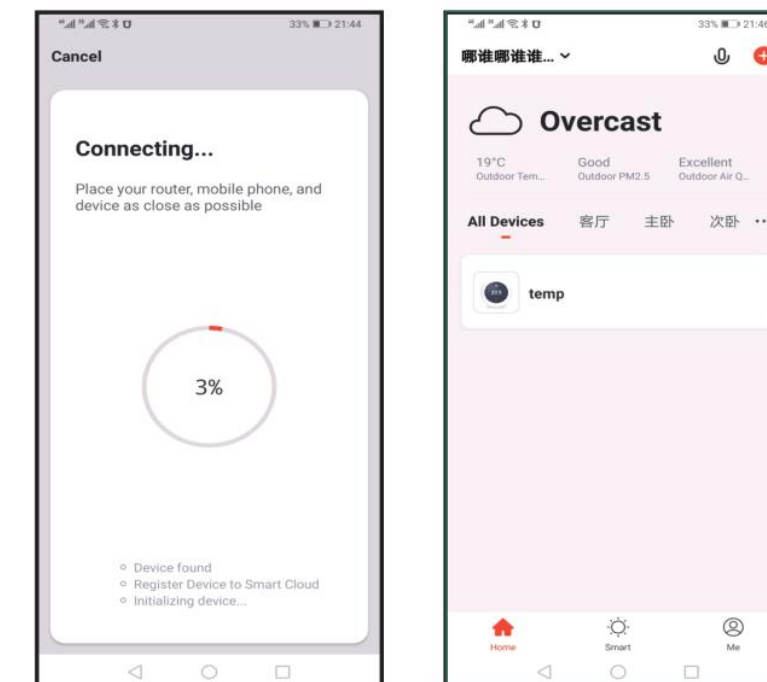 33% 21:44
Cancel
Connecting...
Place your router, mobile phone, and
device as close as possible
3%
Device found
Register Device to Smart Cloud
Initializing device...
33% 21:46
哪谁哪谁谁...
Overcast
19°C Good Excellent
Outdoor Tem... Outdoor PM2.5 Outdoor Air Q...
All Devices 客厅 主卧 次卧 ..
temp
Home Smart Me